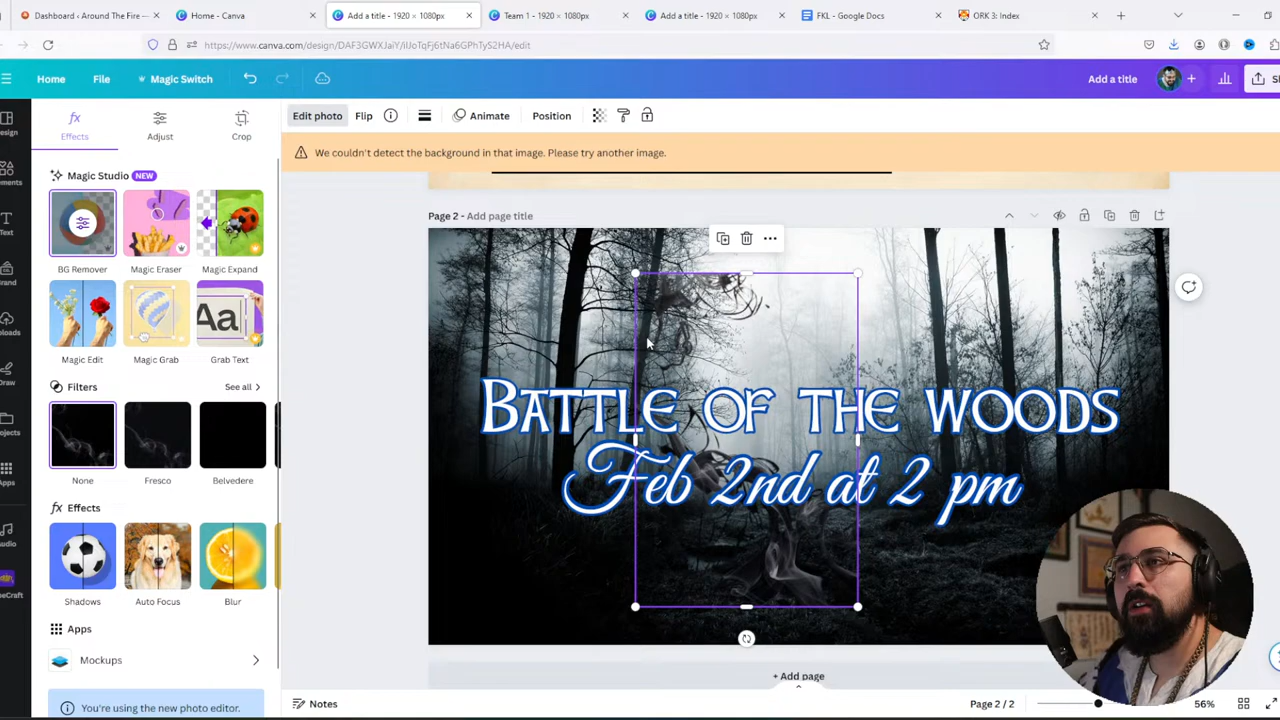 Dashboard ‹ Around The Fire —
Home - Canva
Add a title - 1920 × 1080px
Team 1 - 1920 × 1080px
Add a title - 1920 × 1080px
FKL - Google Docs
ORK 3: Index
https://www.canva.com/design/DAF3GWXJaiY/iUoTqFj6tNa6GPhTyS2HA/edit
Home
File
Magic Switch
Add a title
Effects
Adjust
Crop
Edit photo
Flip
Animate
Position
We couldn't detect the background in that image. Please try another image.
Magic Studio
NEW
BG Remover
Magic Eraser
Magic Expand
Aa
Magic Edit
Magic Grab
Grab Text
Filters
See all
None
Fresco
Belvedere
fx Effects
Shadows
Auto Focus
Blur
Apps
Mockups
You're using the new photo editor.
Page 2 - Add page title
Battle of the woods
Feb 2nd at 2 pm
+ Add page
Notes
Page 2 / 2
56%